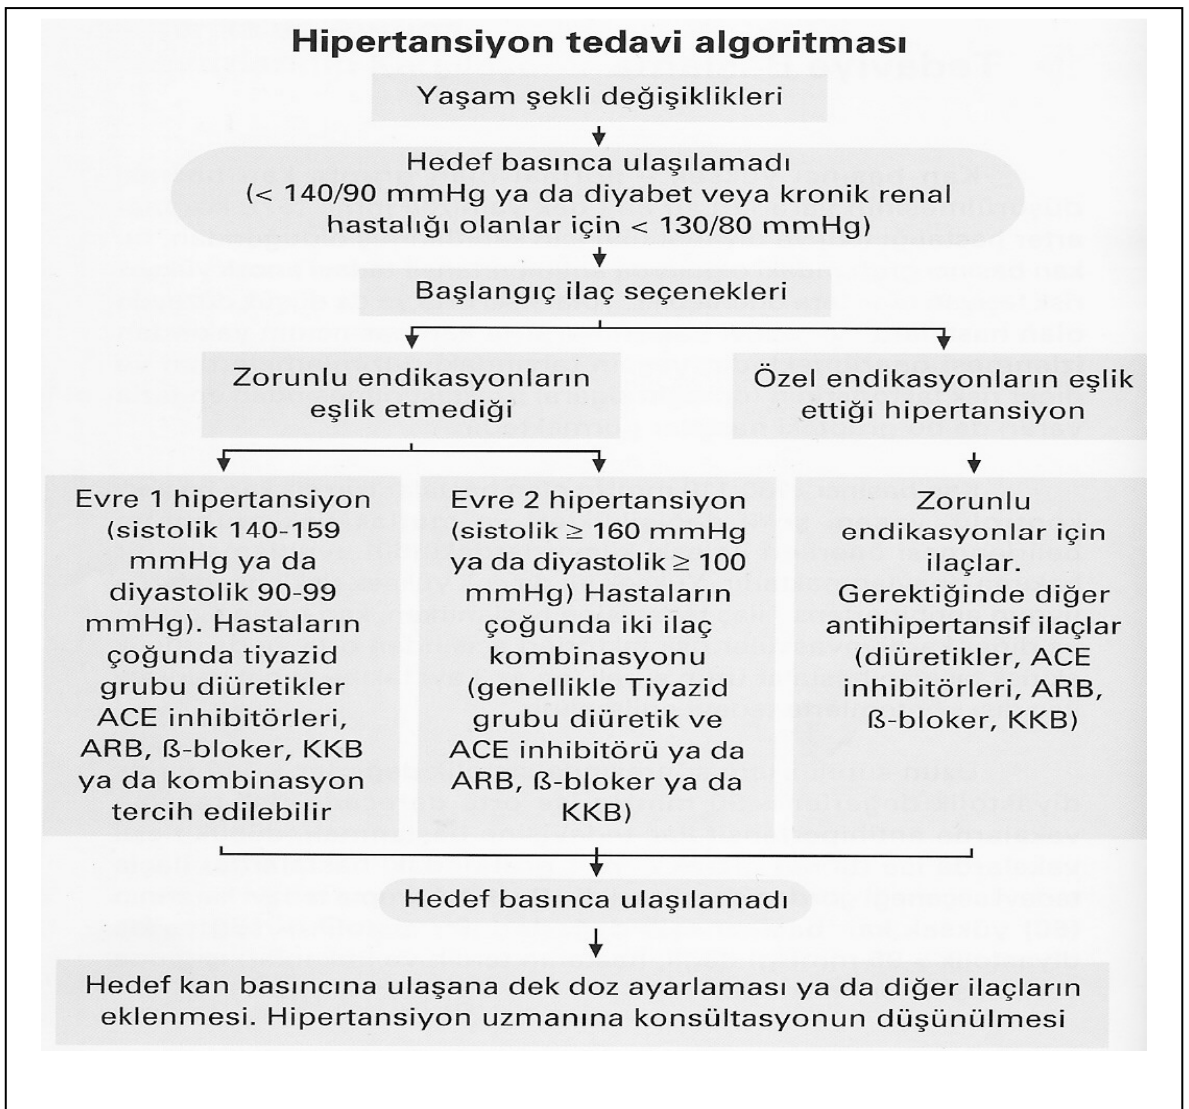 Hipertansiyon tedavi algoritması
Yaşam şekli değişiklikleri
Hedef basınca ulaşılamadı
(< 140/90 mmHg ya da diyabet veya kronik renal
hastalığı olanlar için < 130/80 mmHg)
Başlangıç ilaç seçenekleri
Zorunlu endikasyonların
eşlik etmediği
Özel endikasyonların eşlik
ettiği hipertansiyon
Evre 1 hipertansiyon
(sistolik 140-159
mmHg ya da
diyastolik 90-99
mmHg). Hastaların
çoğunda tiyazid
grubu diüretikler
ACE inhibitörleri,
ARB, ß-bloker, KKB
ya da kombinasyon
tercih edilebilir
Evre 2 hipertansiyon
(sistolik ≥ 160 mmHg
ya da diyastolik ≥ 100
mmHg) Hastaların
çoğunda iki ilaç
kombinasyonu
(genellikle Tiyazid
grubu diüretik ve
ACE inhibitörü ya da
ARB, ß-bloker ya da
KKB)
Zorunlu
endikasyonlar için
ilaçlar.
Gerektiğinde diğer
antihipertansif ilaçlar
(diüretikler, ACE
inhibitörleri, ARB,
ß-bloker, KKB)
Hedef basınca ulaşılamadı
Hedef kan basıncına ulaşana dek doz ayarlaması ya da diğer ilaçların
eklenmesi. Hipertansiyon uzmanına konsültasyonun düşünülmesi